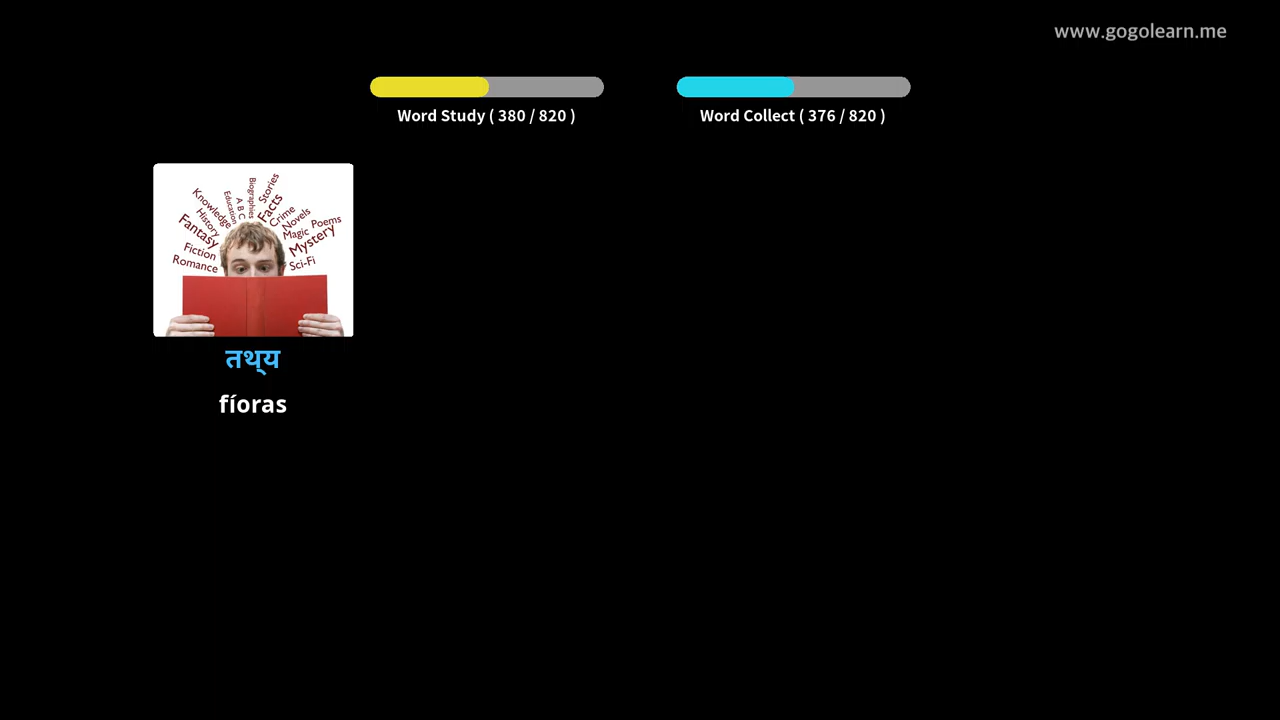 www.gogolearn.me
Word Study ( 380 / 820 )
Word Collect ( 376 / 820 )
Knowledge
History
Fantasy
Fiction
Romance
Education
A B C
Biographies
Stories
Facts
Crime
Novels
Magic
Poems
Mystery
Sci-Fi
तथ्य
fíoras